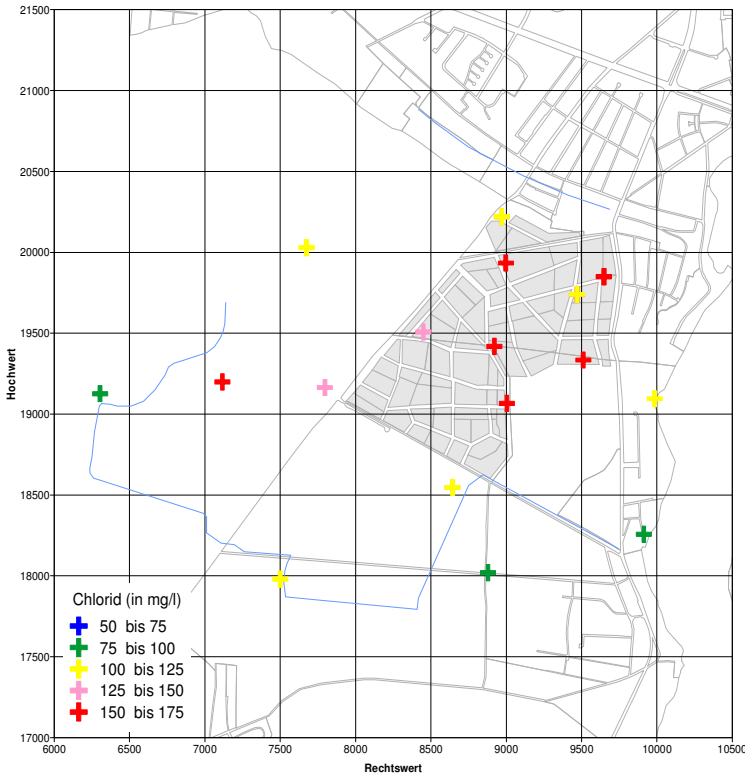 21500
21000
20500
20000
19500
19000
18500
18000
17500
17000
Hochwert
Chlorid (in mg/l)
50 bis 75
75 bis 100
100 bis 125
125 bis 150
150 bis 175
6000 6500 7000 7500 8000 8500 9000 9500 10000 10500
Rechtswert